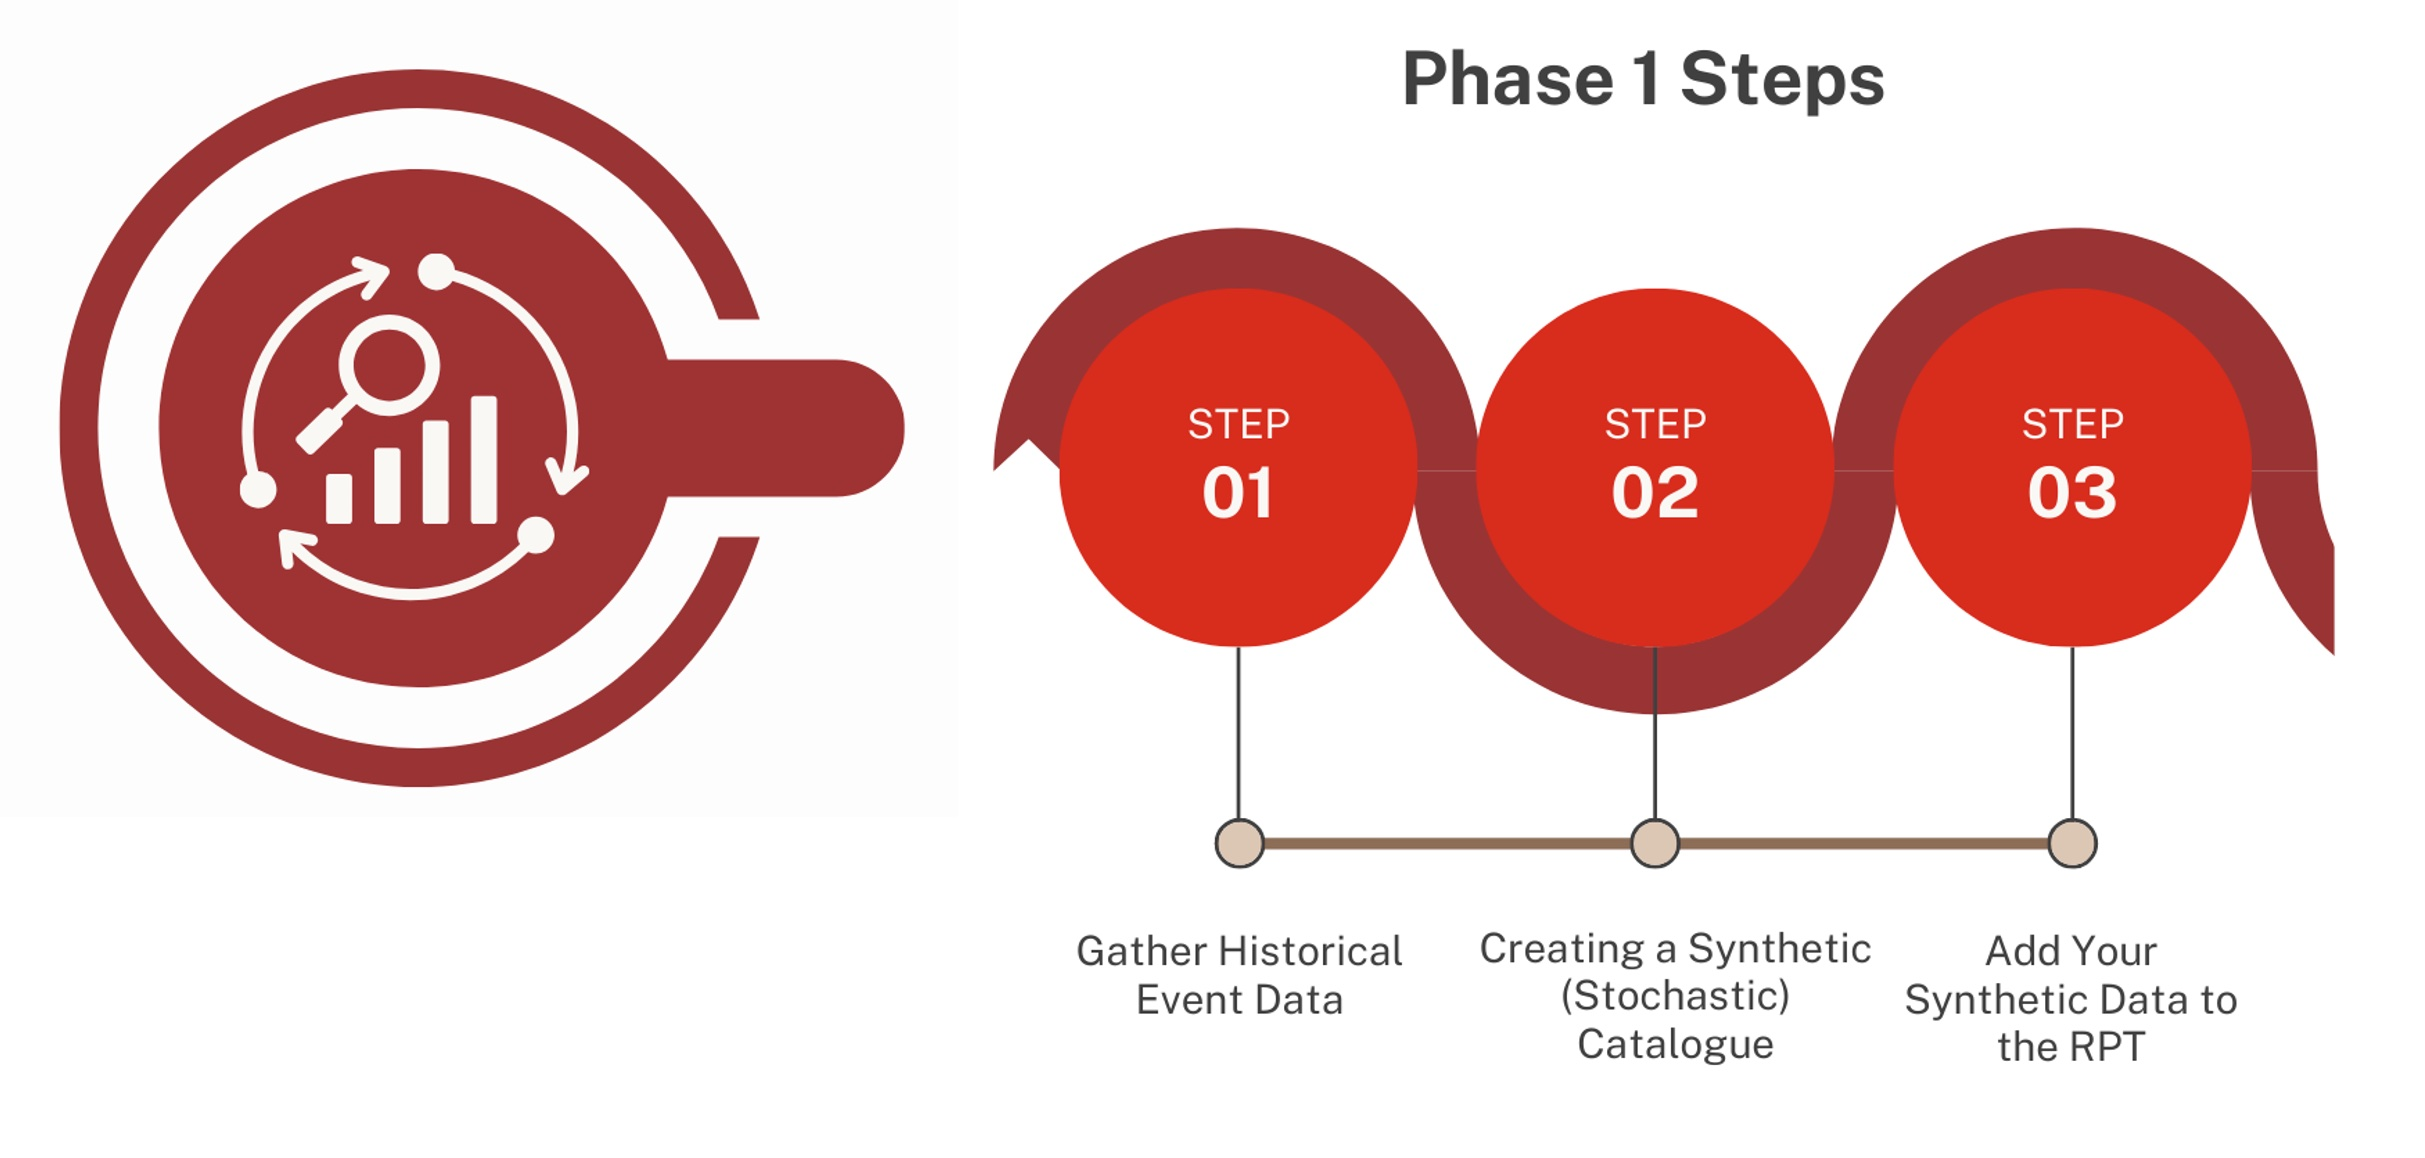 Phase 1 Steps
STEP
01
STEP
02
STEP
03
Gather Historical
Event Data
Creating a Synthetic
(Stochastic)
Catalogue
Add Your
Synthetic Data to
the RPT